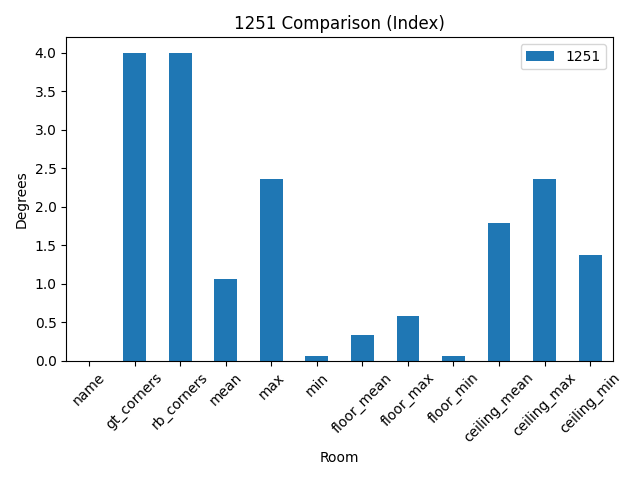 1251 Comparison (Index)
1251
Degrees
4.0
3.5
3.0
2.5
2.0
1.5
1.0
0.5
0.0
name
gt_corners
rb_corners
mean
max
min
floor_mean
floor_max
floor_min
ceiling_mean
ceiling_max
ceiling_min
Room